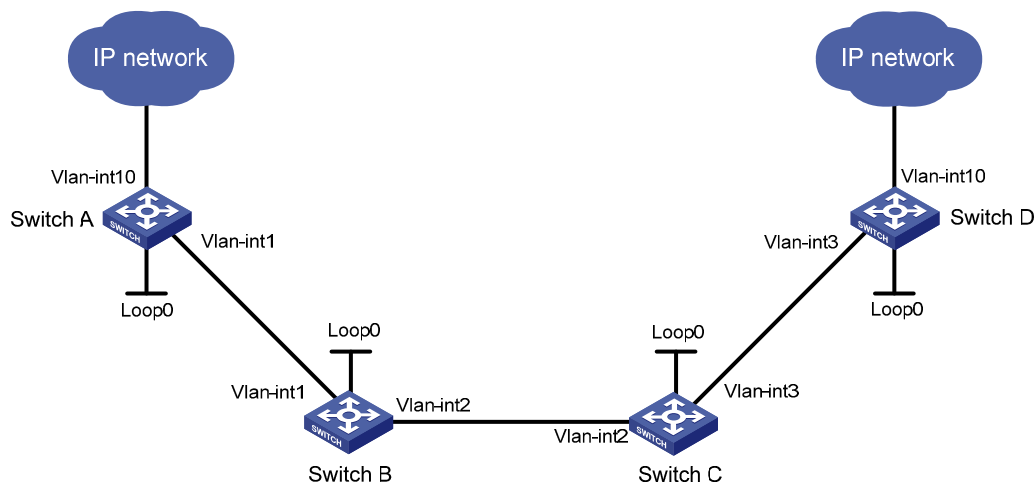 IP network
IP network
Vlan-int10
Vlan-int10
Switch A
SWITCH
Vlan-int1
Vlan-int3
SWITCH
Switch D
Loop0
Loop0
Loop0
Loop0
Vlan-int1
Vlan-int2
Vlan-int3
SWITCH
Vlan-int2
SWITCH
Switch B
Switch C